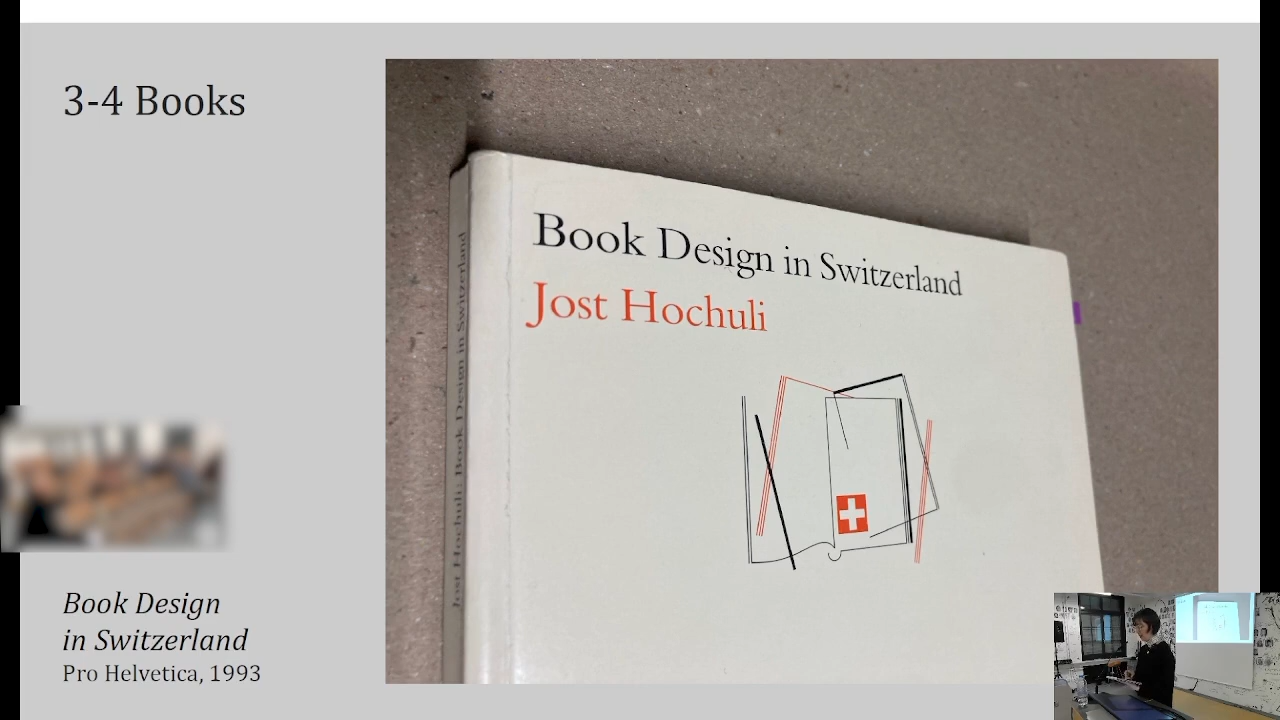 3-4 Books
Book Design in Switzerland
Jost Hochuli
Jost Hochuli: Book Design in Switzerland
Book Design
in Switzerland
Pro Helvetica, 1993